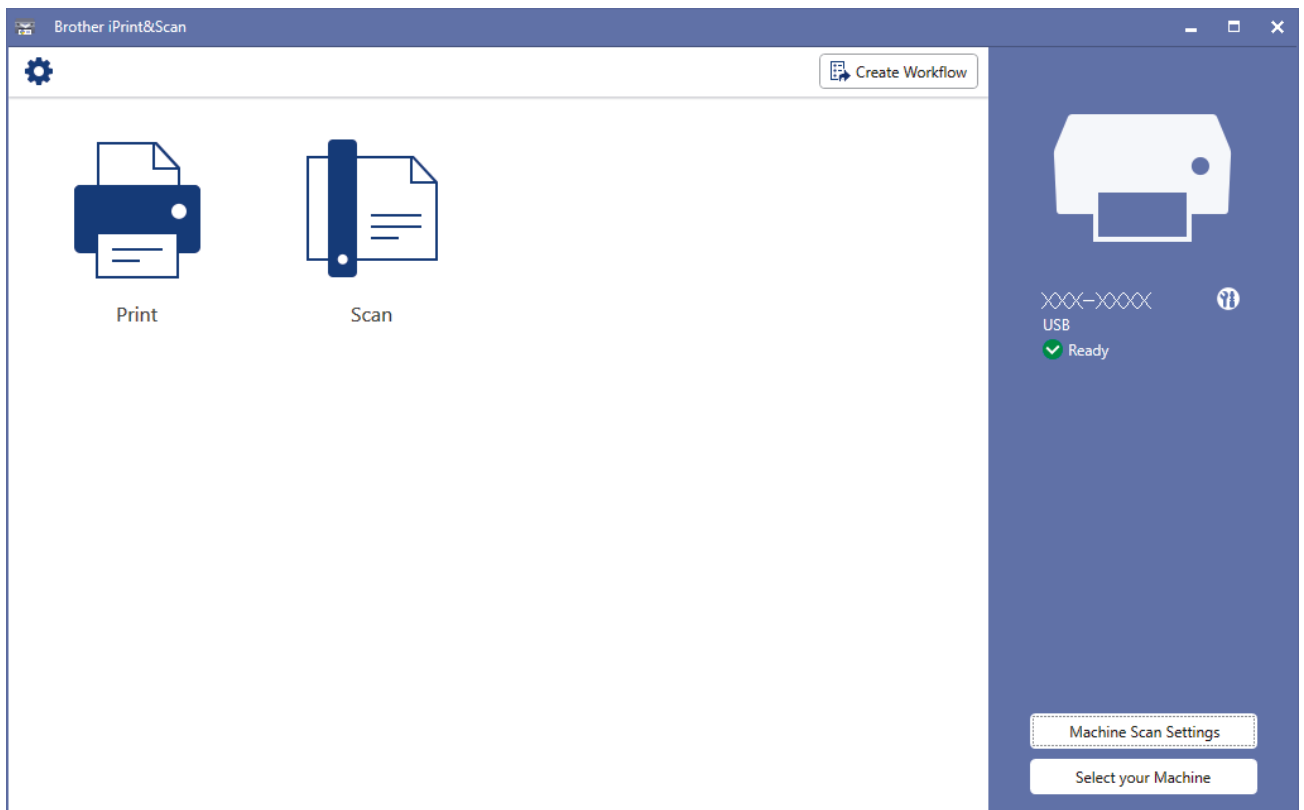 Brother iPrint&Scan
Create Workflow
Print
Scan
XXX-XXXX
USB
Ready
Machine Scan Settings
Select your Machine